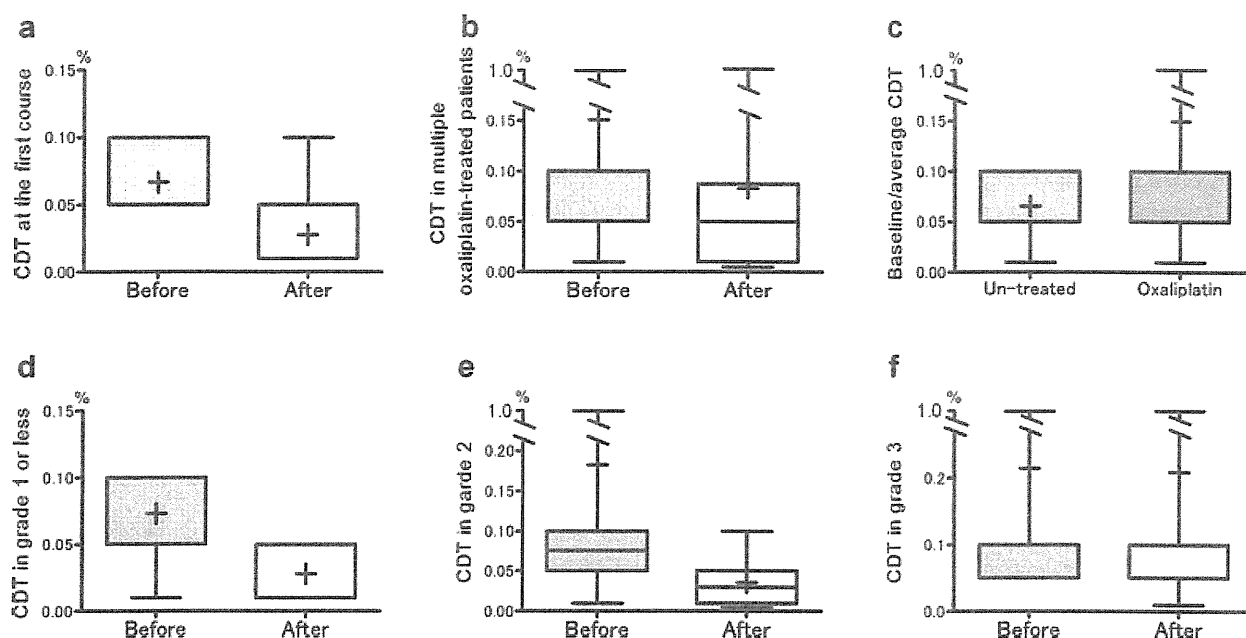 a
%
CDT at the first course
0.15
0.10
0.05
0.00
Before
After
b
%
CDT in multiple
oxaliplatin-treated patients
1.0
0.15
0.10
0.05
0.00
Before
After
c
%
Baseline/average CDT
1.0
0.15
0.10
0.05
0.00
Un-treated
Oxaliplatin
d
%
CDT in grade 1 or less
0.15
0.10
0.05
0.00
Before
After
e
%
CDT in garde 2
1.0
0.20
0.15
0.10
0.05
0.00
Before
After
f
%
CDT in grade 3
1.0
0.2
0.1
0.0
Before
After